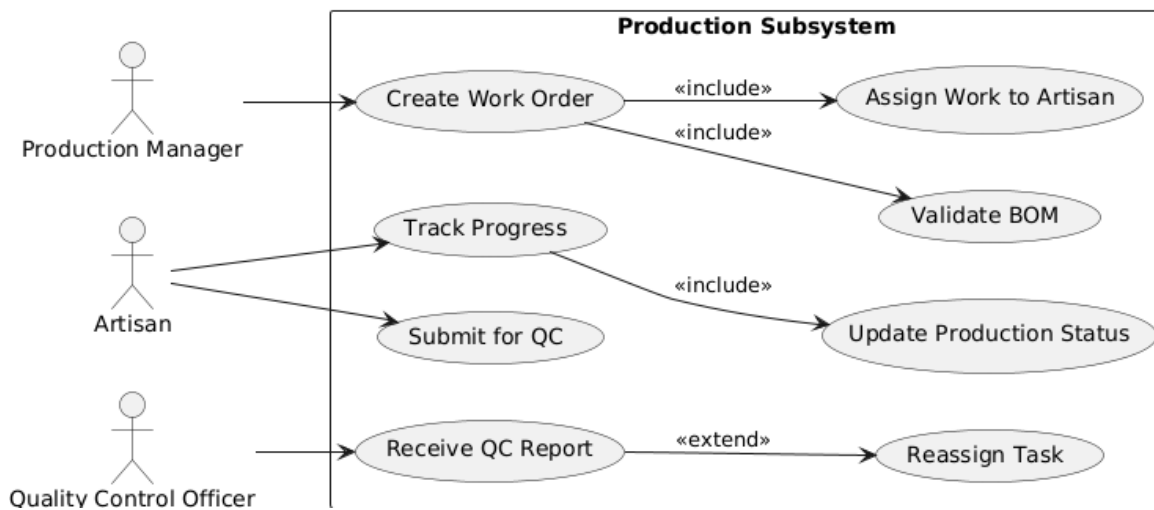 Production Subsystem
Create Work Order
«include»
Assign Work to Artisan
Production Manager
«include»
Validate BOM
Track Progress
Artisan
«include»
Submit for QC
Update Production Status
Receive QC Report
«extend»
Reassign Task
Quality Control Officer